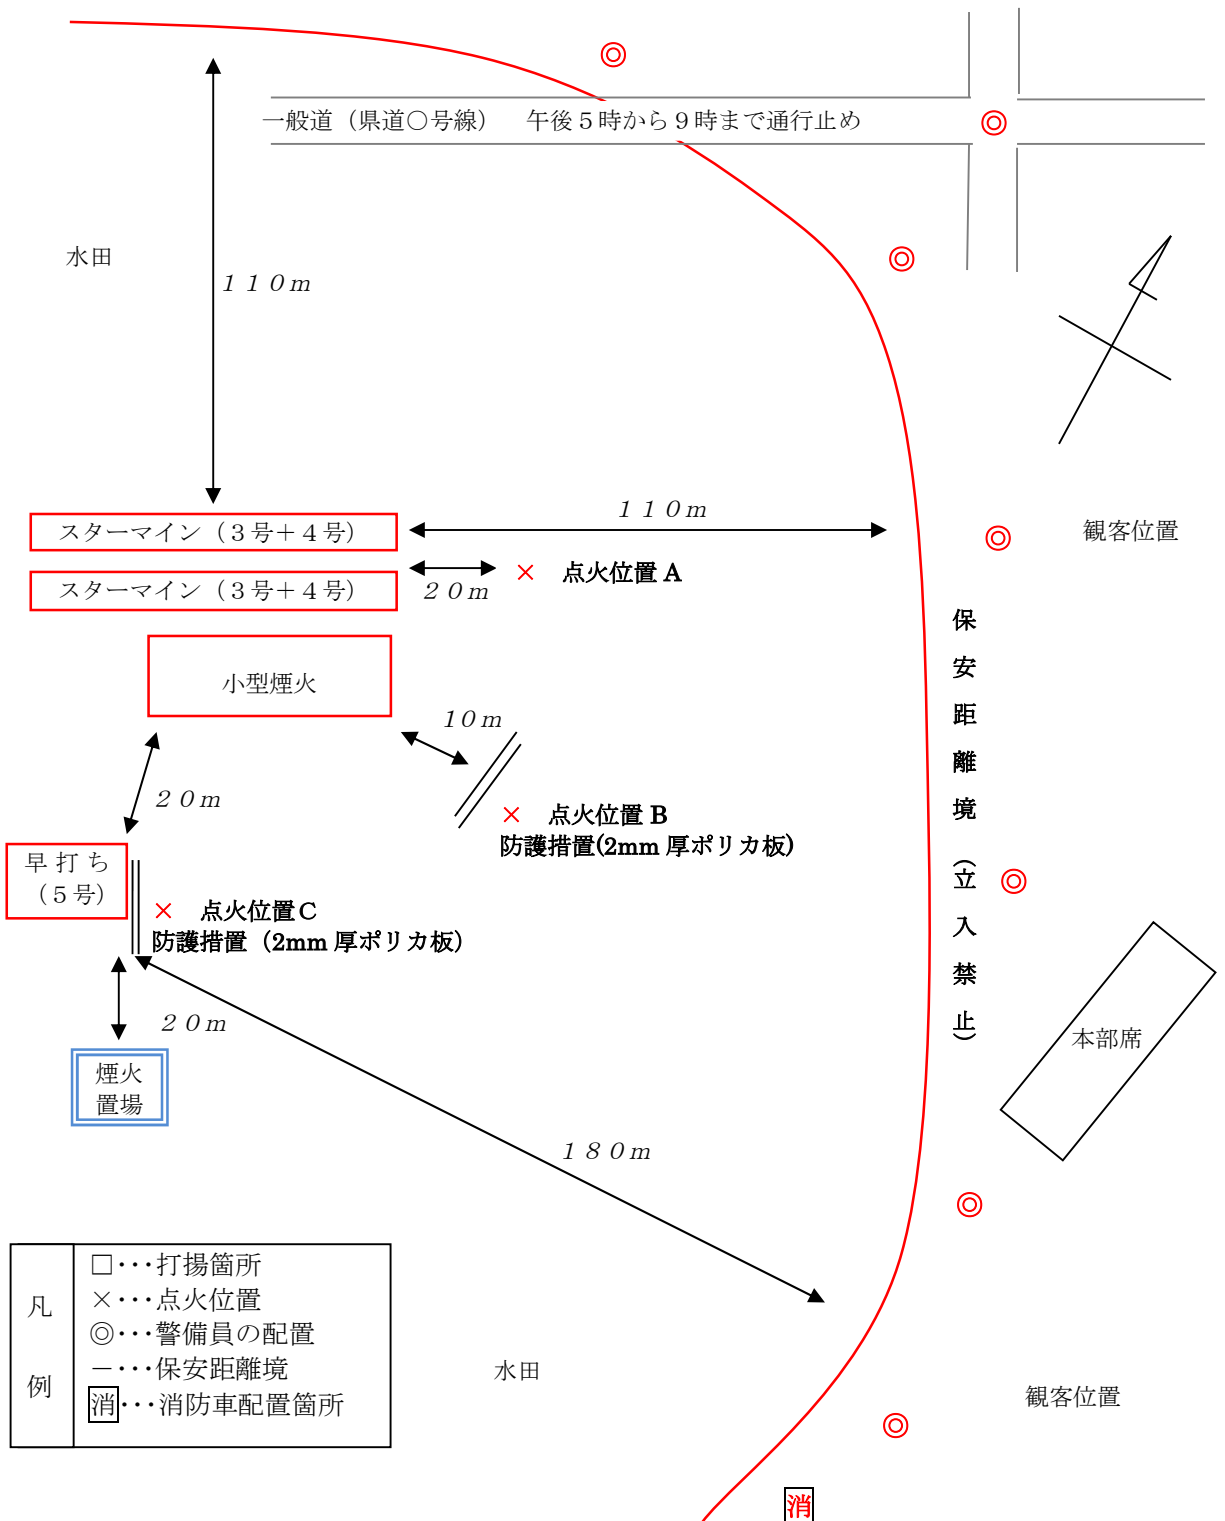 一般道（県道〇号線）　午後５時から９時まで通行止め
水田
１１０ｍ
１１０ｍ
スターマイン（３号＋４号）
観客位置
スターマイン（３号＋４号）
２０ｍ
× 点火位置 A
小型煙火
10ｍ
２０ｍ
× 点火位置 B
防護措置(2mm 厚ポリカ板)
早 打 ち
（５号）
× 点火位置Ｃ
防護措置（2mm 厚ポリカ板）
保安距離境（立入禁止）
２０ｍ
本部席
煙火
置場
１８０ｍ
凡例
□・・・打揚箇所
×・・・点火位置
◎・・・警備員の配置
―・・・保安距離境
消・・・消防車配置箇所
水田
観客位置
消